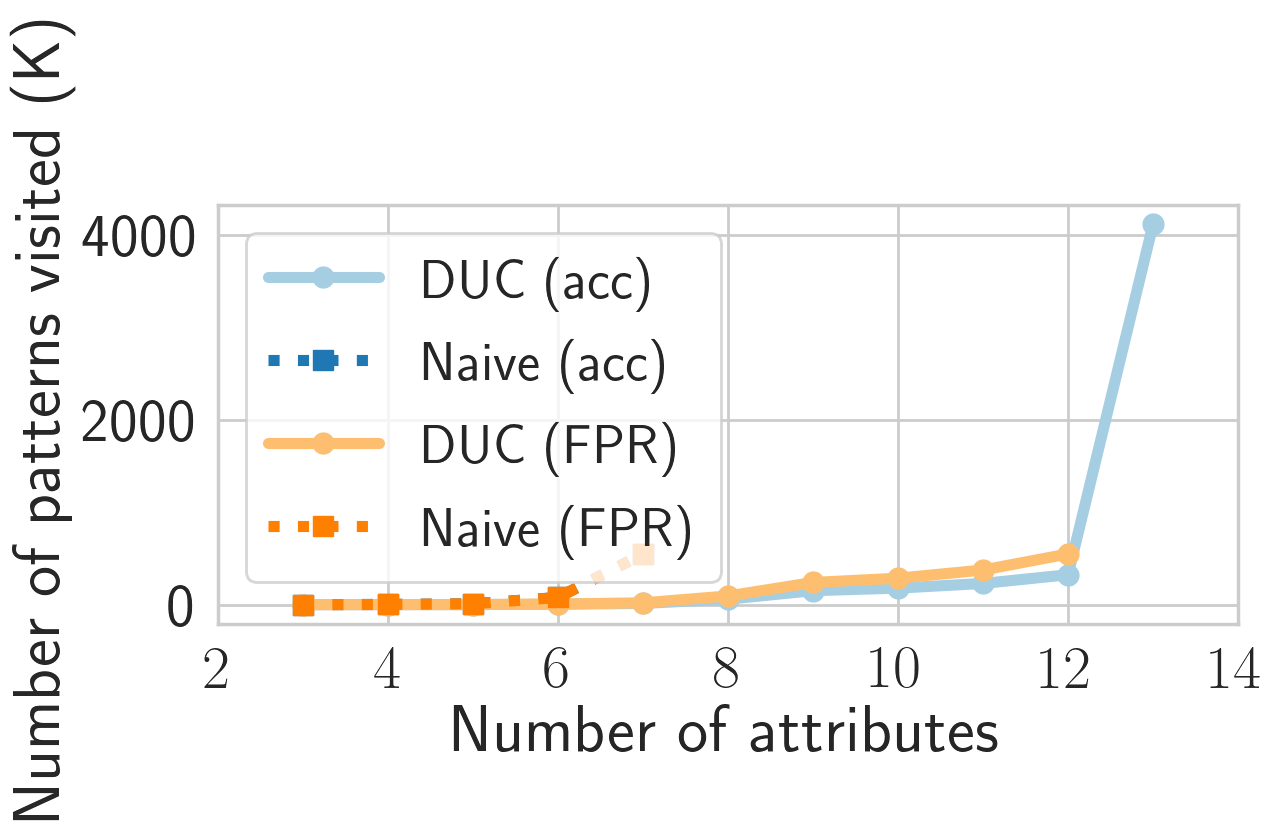 Number of patterns visited (K)
4000
2000
0
DUC (acc)
Naive (acc)
DUC (FPR)
Naive (FPR)
2 4 6 8 10 12 14
Number of attributes